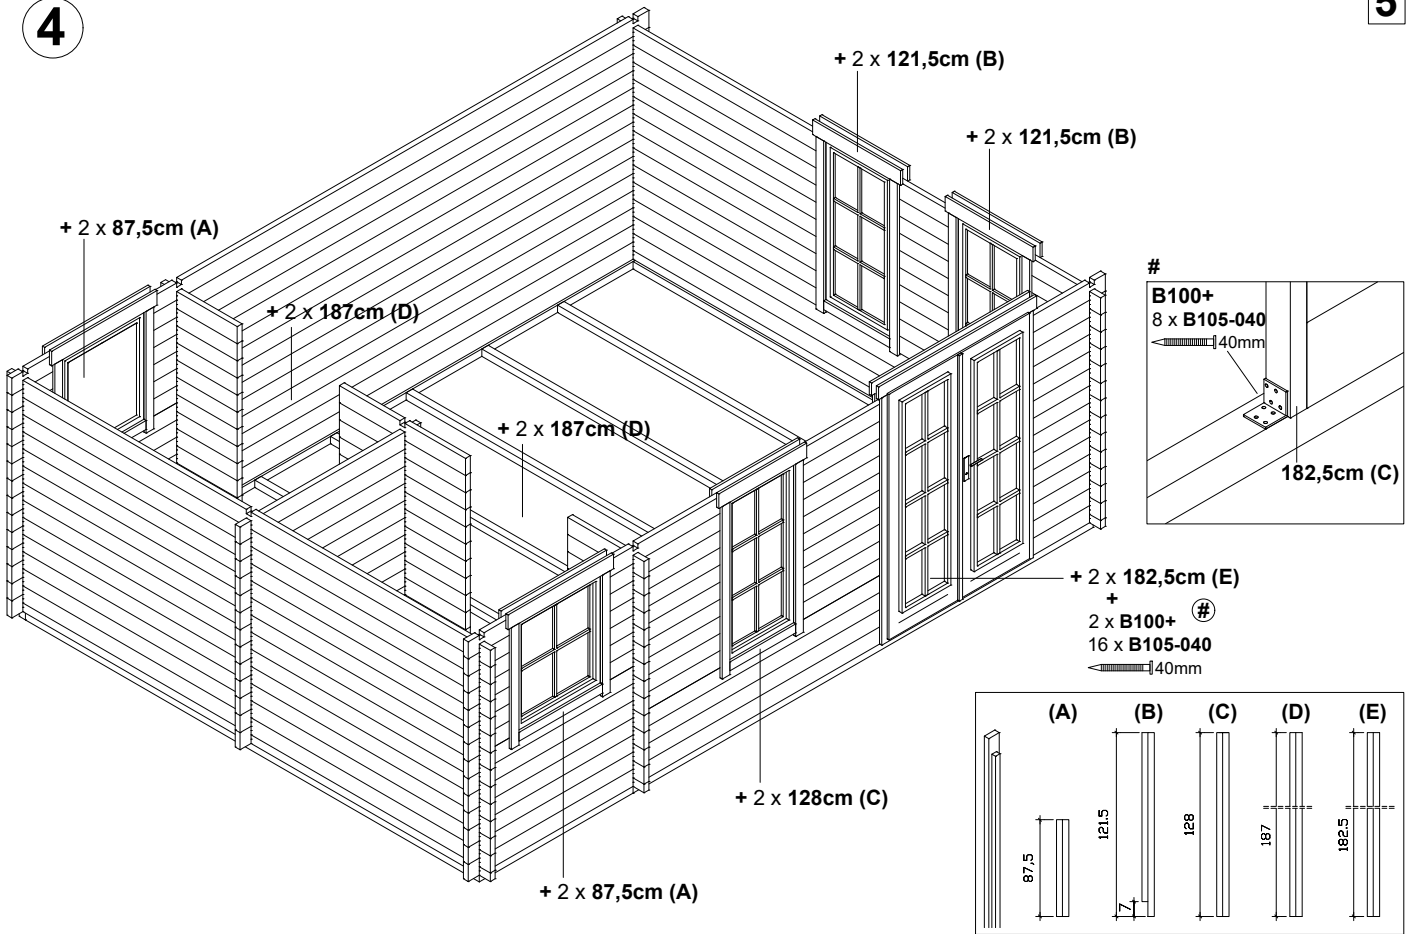 4
5
+ 2 x 121,5cm (B)
+ 2 x 121,5cm (B)
+ 2 x 87,5cm (A)
+ 2 x 187cm (D)
+ 2 x 187cm (D)
#
B100+
8 x B105-040
40mm
182,5cm (C)
+ 2 x 182,5cm (E)
+
2 x B100+ #
16 x B105-040
40mm
+ 2 x 128cm (C)
+ 2 x 87,5cm (A)
(A) (B) (C) (D) (E)
87,5
121.5
7
128
187
182.5